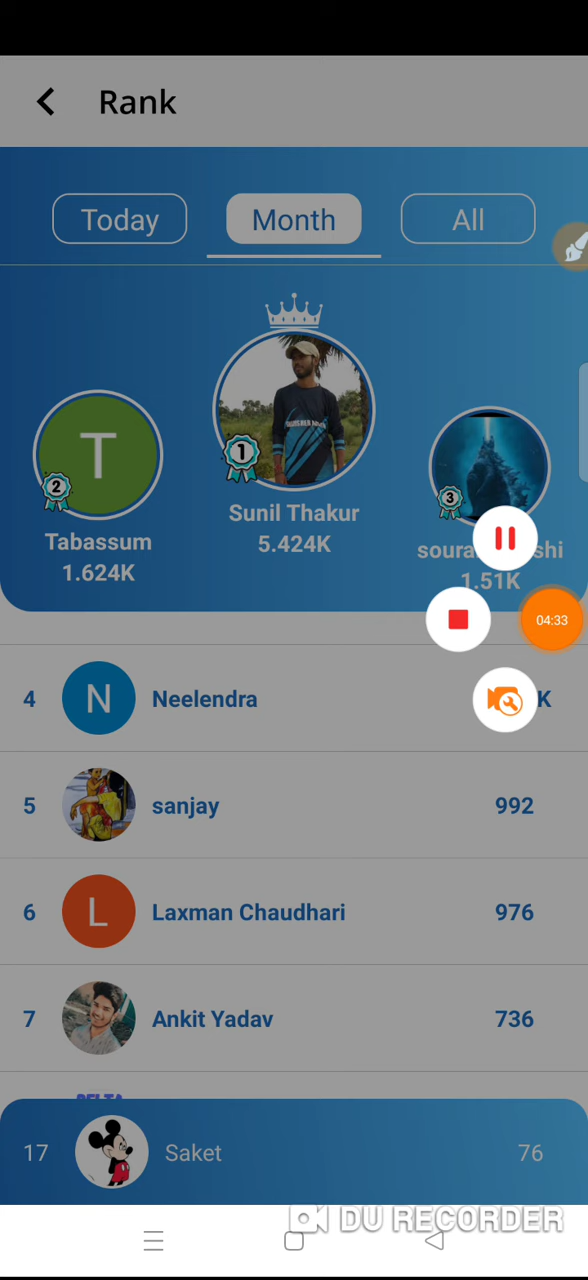 Rank
Today Month All
1
2
3
T
Sunil Thakur
5.424K
Tabassum
1.624K
1.51K
04:33
4 N Neelendra K
5 sanjay 992
6 L Laxman Chaudhari 976
7 Ankit Yadav 736
17 Saket 76
DU RECORDER